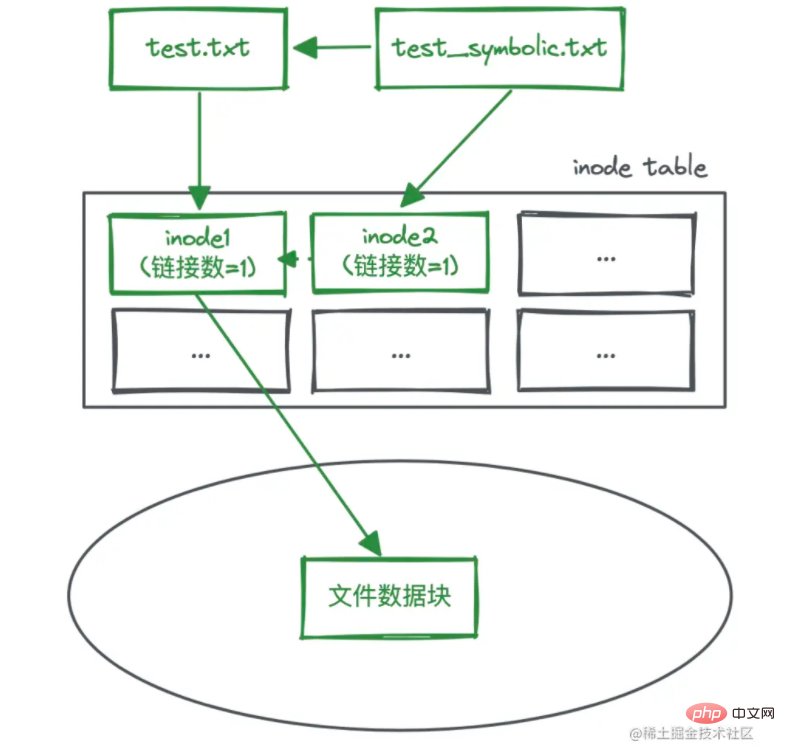 test.txt
test_symbolic.txt
inode table
inode1
（链接数=1）
inode2
（链接数=1）
...
...
...
...
文件数据块
php 中文网
@稀土掘金技术社区